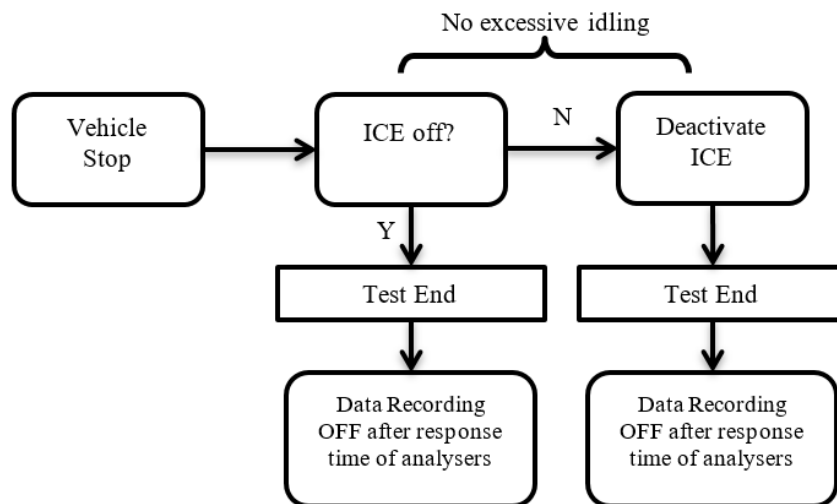 No excessive idling
Vehicle
Stop
ICE off?
N
Deactivate
ICE
Y
Test End
Test End
Data Recording
OFF after response
time of analysers
Data Recording
OFF after response
time of analysers